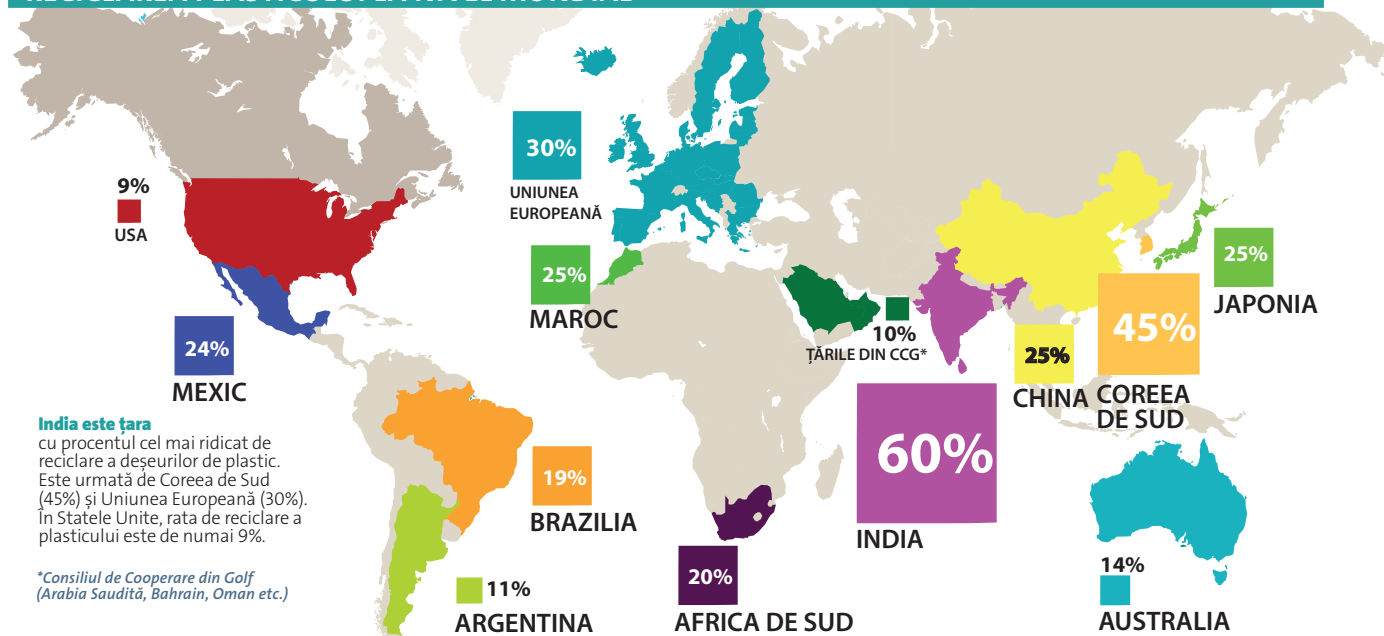 9%
USA
24%
MEXIC
30%
UNIUNEA
EUROPEANĂ
25%
MAROC
10%
ȚĂRILE DIN CCG*
25%
JAPONIA
45%
COREEA
DE SUD
25%
CHINA
60%
INDIA
India este țara
cu procentul cel mai ridicat de
reciclare a deșeurilor de plastic.
Este urmată de Coreea de Sud
(45%) și Uniunea Europeană (30%).
În Statele Unite, rata de reciclare a
plasticului este de numai 9%.
*Consiliul de Cooperare din Golf
(Arabia Saudită, Bahrain, Oman etc.)
19%
BRAZILIA
11%
ARGENTINA
20%
AFRICA DE SUD
14%
AUSTRALIA